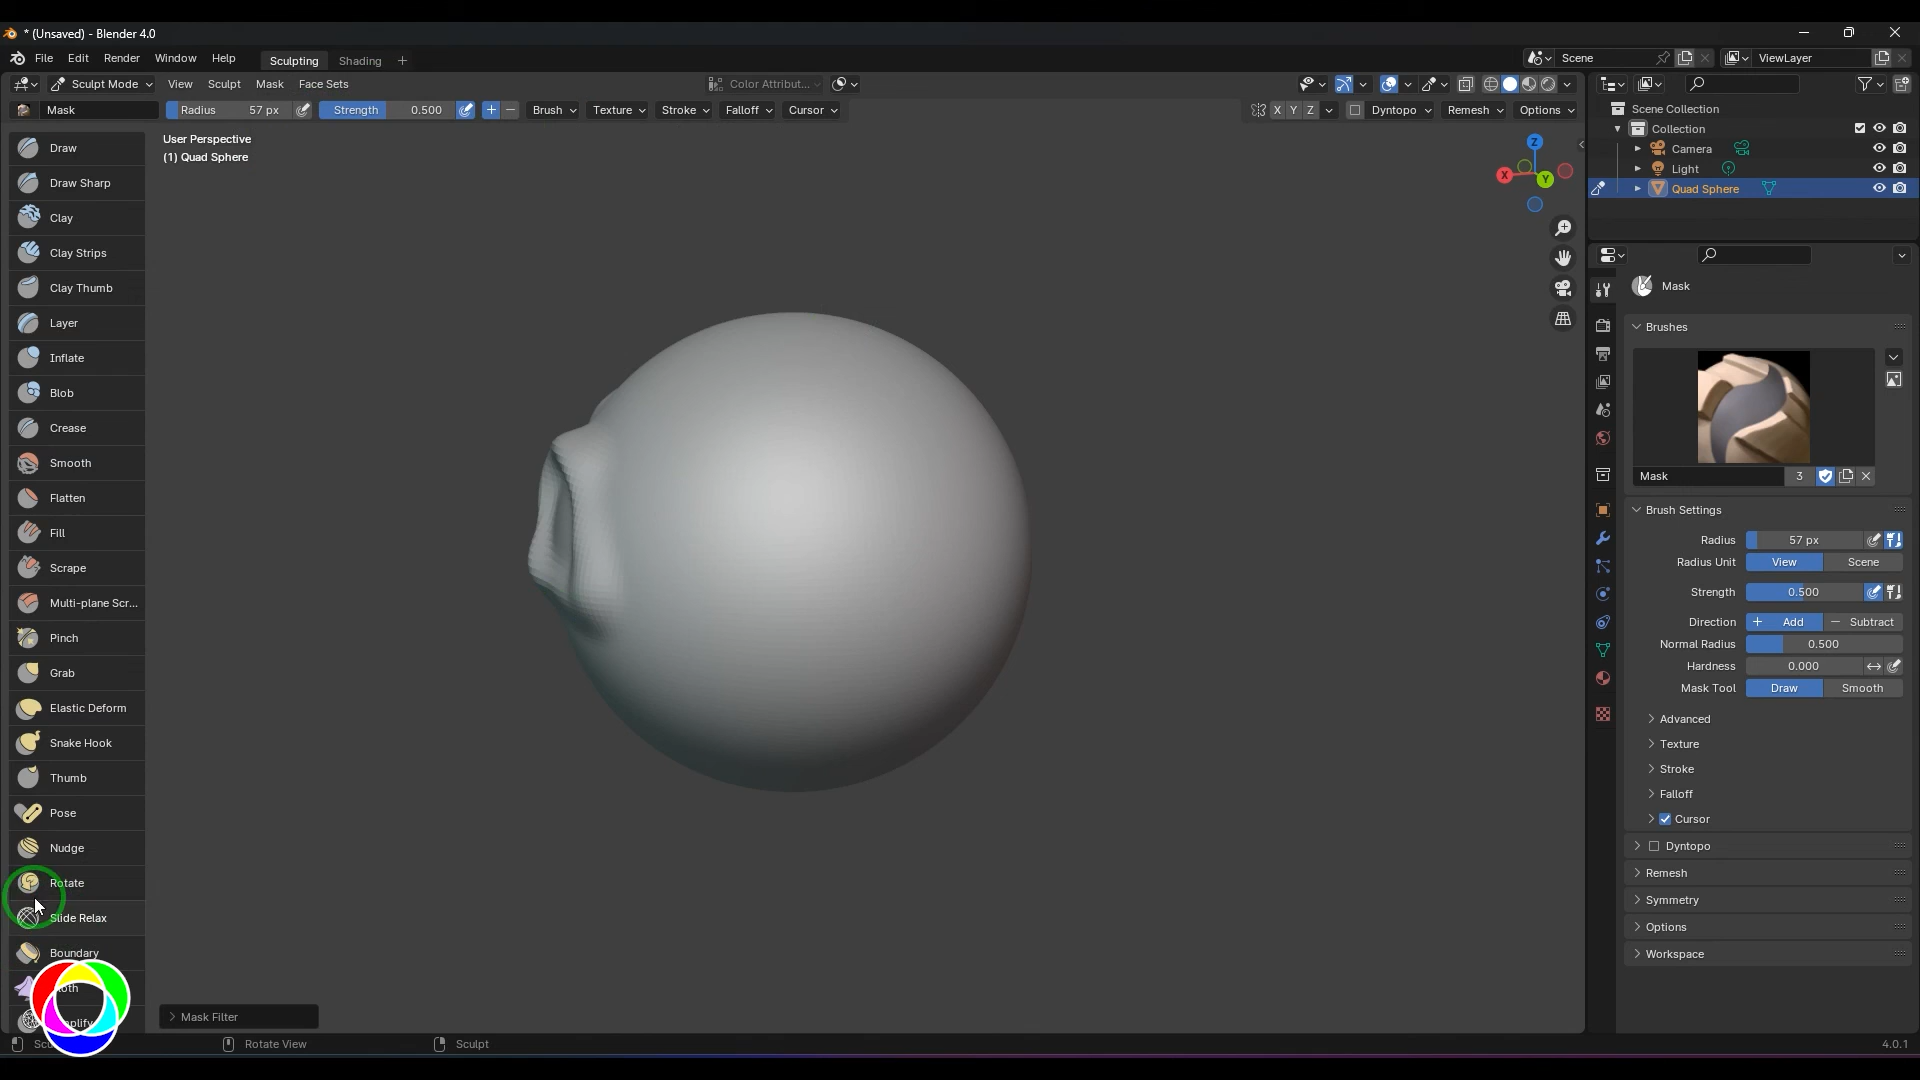 * (Unsaved) - Blender 4.0
File Edit Render Window Help Sculpting Shading + Scene ViewLayer
Sculpt Mode View Sculpt Mask Face Sets Color Attribut...
Mask Radius 57 px Strength 0.500 Brush Texture Stroke Falloff Cursor X Y Z Dyntopo Remesh Options
User Perspective
(1) Quad Sphere
Draw
Draw Sharp
Clay
Clay Strips
Clay Thumb
Layer
Inflate
Blob
Crease
Smooth
Flatten
Fill
Scrape
Multi-plane Scr...
Pinch
Grab
Elastic Deform
Snake Hook
Thumb
Pose
Nudge
Rotate
Slide Relax
Boundary
Z
X
Y
Mask Filter
Scene Collection
Collection
Camera
Light
Quad Sphere
Mask
Brushes
Mask 3
Brush Settings
Radius 57 px
Radius Unit View Scene
Strength 0.500
Direction + Add − Subtract
Normal Radius 0.500
Hardness 0.000
Mask Tool Draw Smooth
Advanced
Texture
Stroke
Falloff
Cursor
Dyntopo
Remesh
Symmetry
Options
Workspace
Rotate View Sculpt 4.0.1